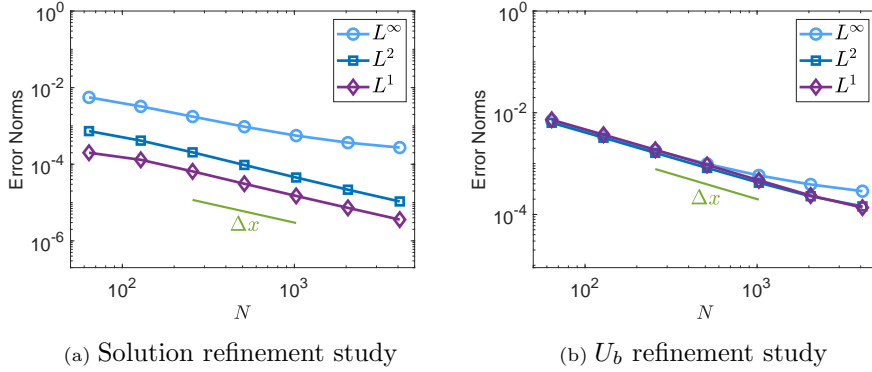 10^0
10^-2
10^-4
10^-6
Error Norms
L^∞
L^2
L^1
Δx
10^2
10^3
N
(a) Solution refinement study
10^0
10^-2
10^-4
Error Norms
L^∞
L^2
L^1
Δx
10^2
10^3
N
(b) U_b refinement study